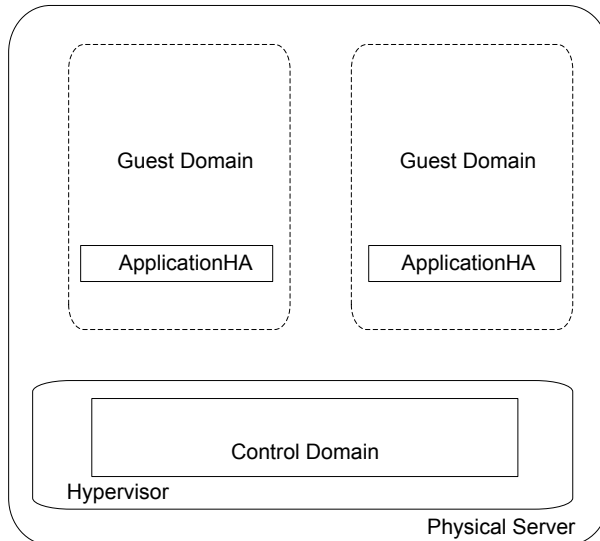 Guest Domain
Guest Domain
ApplicationHA
ApplicationHA
Control Domain
Hypervisor
Physical Server